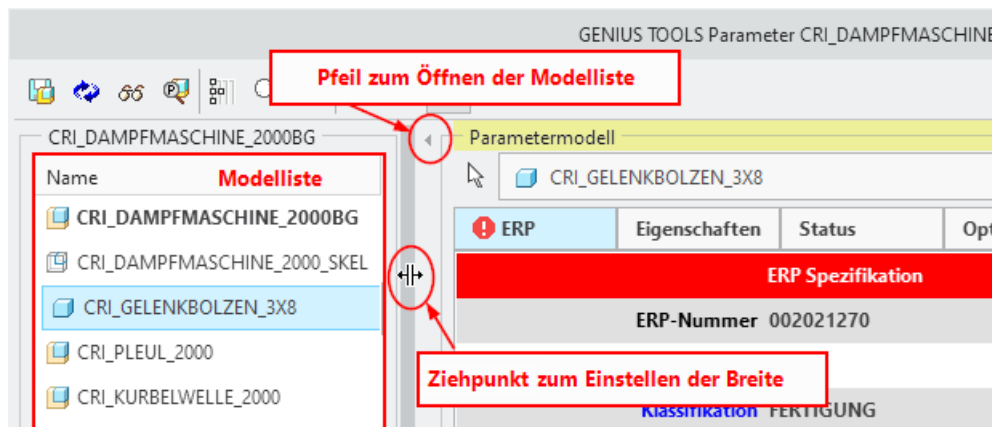 GENIUS TOOLS Parameter CRI_DAMPFMASCHINE
Pfeil zum Öffnen der Modelliste
CRI_DAMPFMASCHINE_2000BG
Parametermodell
Name
Modelliste
CRI_GELENKBOLZEN_3X8
CRI_DAMPFMASCHINE_2000BG
ERP
Eigenschaften
Status
Opt
CRI_DAMPFMASCHINE_2000_SKEL
ERP Spezifikation
CRI_GELENKBOLZEN_3X8
ERP-Nummer 002021270
CRI_PLEUL_2000
Ziehpunkt zum Einstellen der Breite
CRI_KURBELWELLE_2000
Klassifikation FERTIGUNG